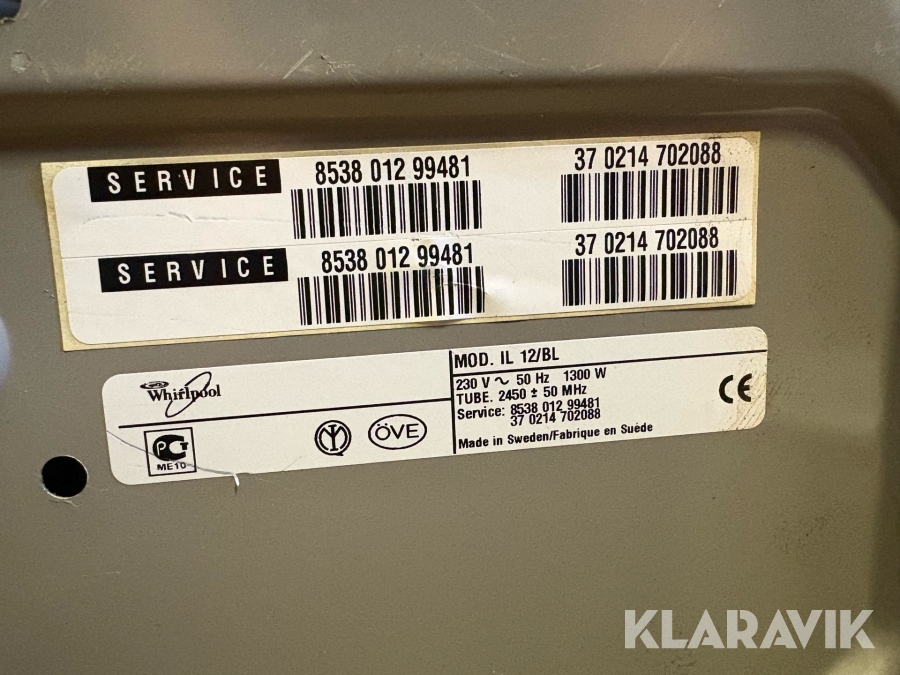 SERVICE 8538 012 99481 37 0214 702088
SERVICE 8538 012 99481 37 0214 702088
Whirlpool
MOD. IL 12/BL
230 V ~ 50 Hz 1300 W
TUBE. 2450 ± 50 MHz
Service: 8538 012 99481
37 0214 702088
Made in Sweden/Fabrique en Suéde
CE
PG
ME10
ÖVE
KLARAVIK